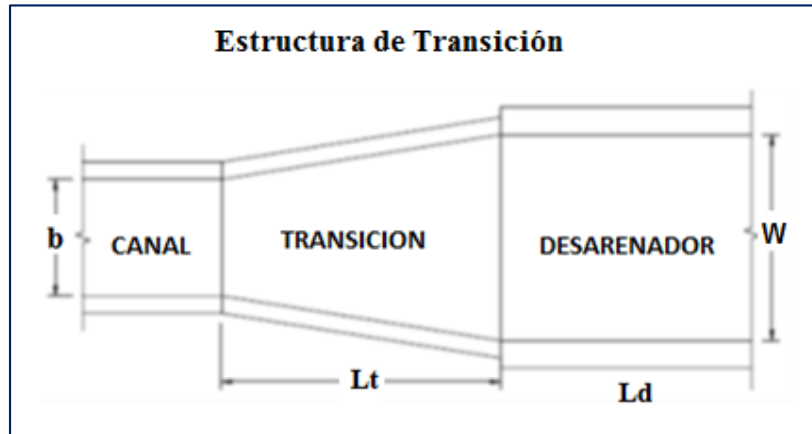 Estructura de Transición
b
CANAL
TRANSICION
DESARENADOR
W
Lt
Ld